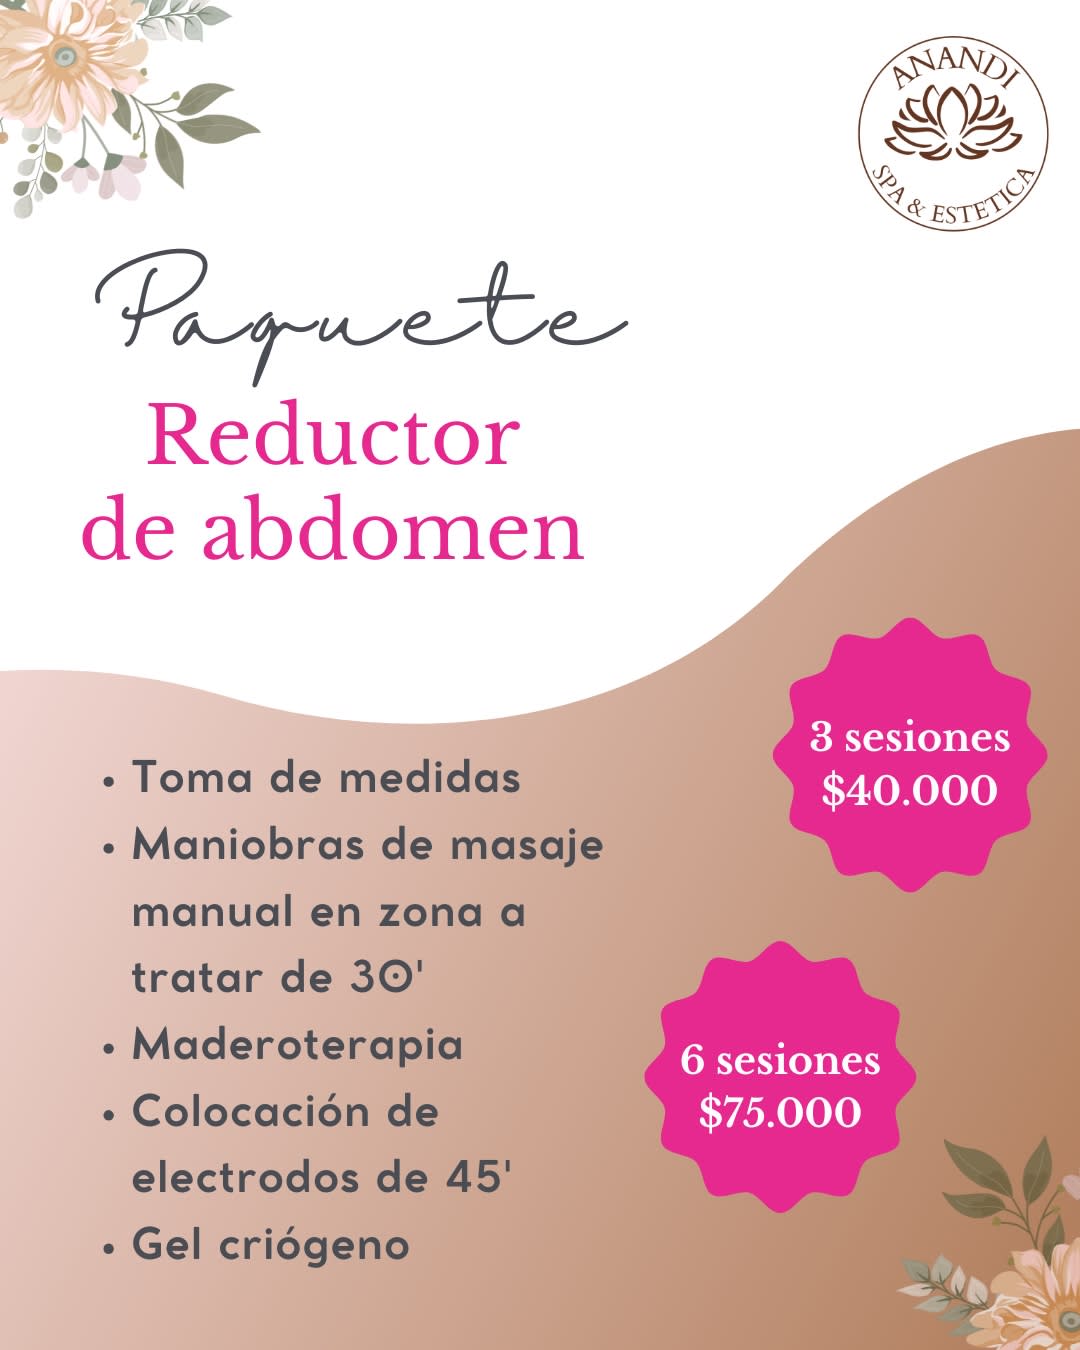 ANANDI
SPA & ESTETICA
Paquete
Reductor
de abdomen
3 sesiones
$40.000
• Toma de medidas
• Maniobras de masaje
manual en zona a
tratar de 30'
• Maderoterapia
• Colocación de
electrodos de 45'
• Gel criógeno
6 sesiones
$75.000